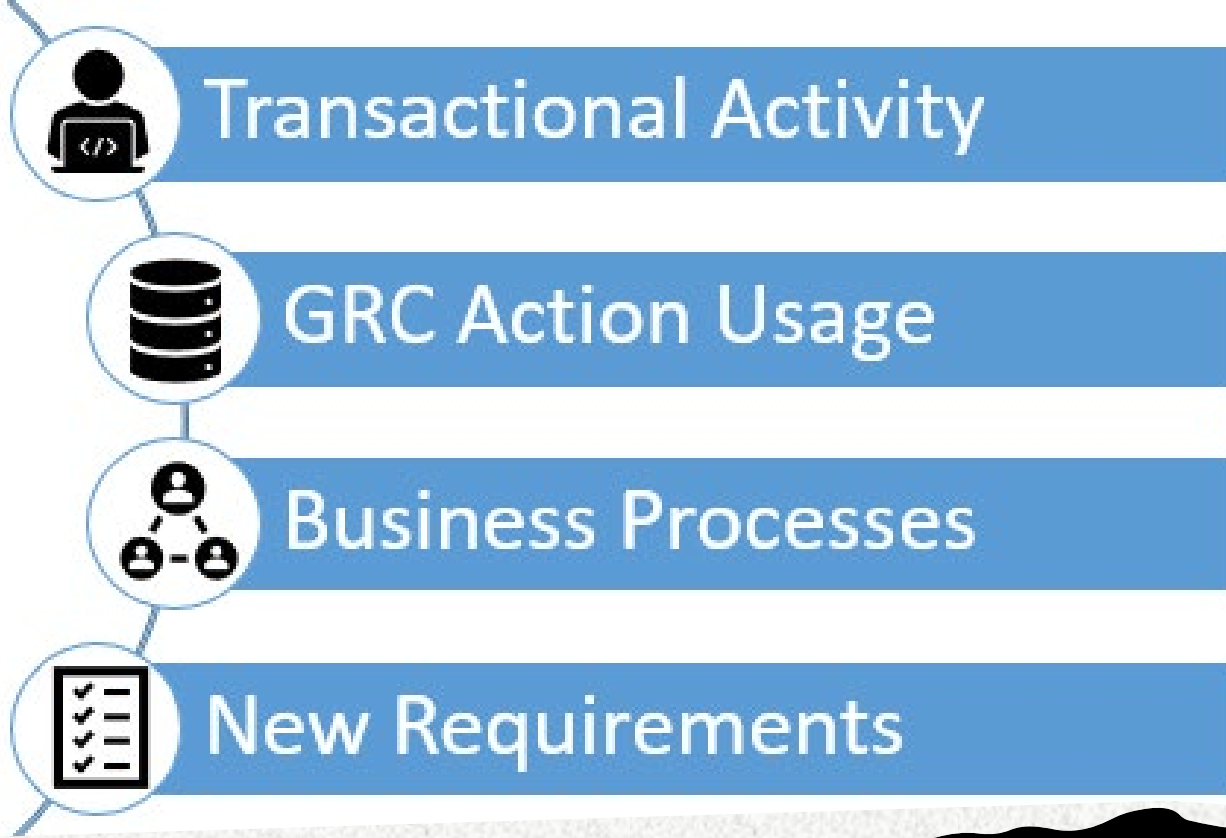 Transactional Activity
GRC Action Usage
Business Processes
New Requirements